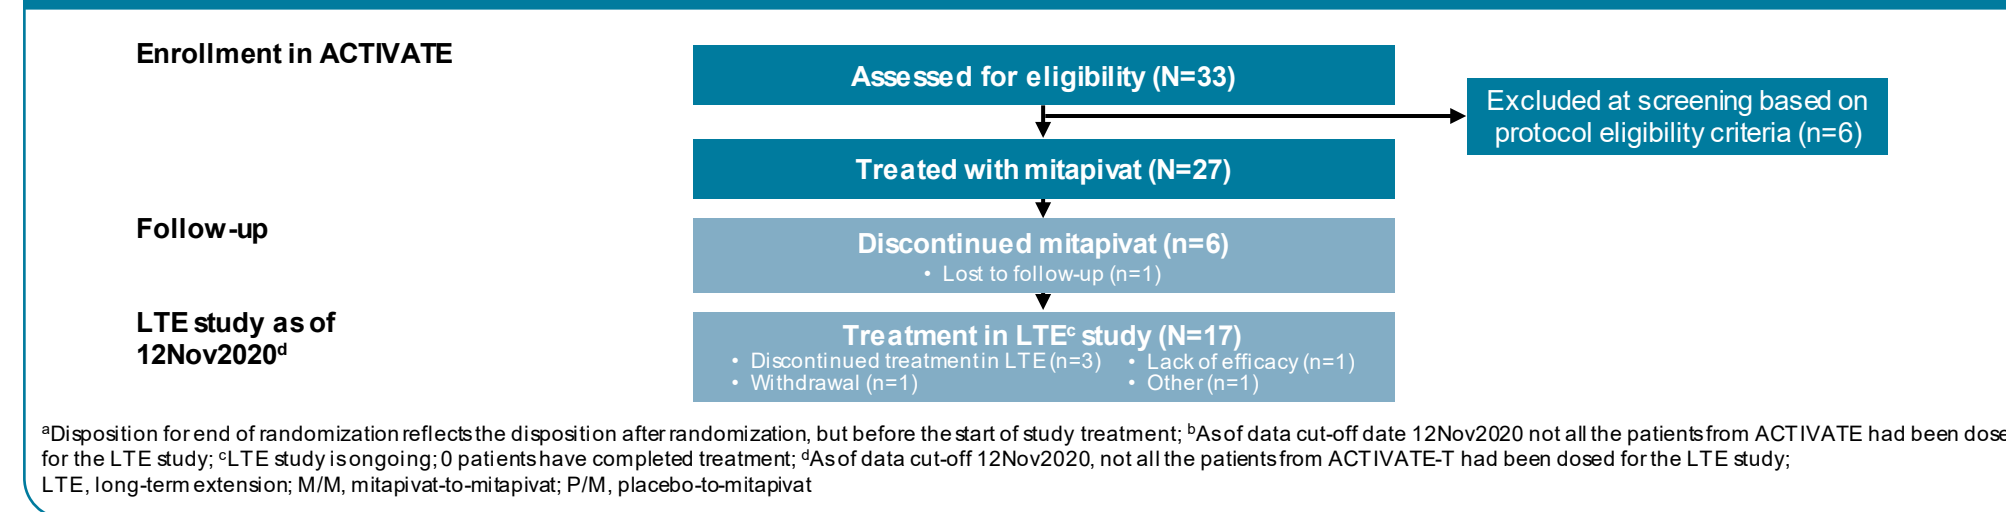 Enrollment in ACTIVATE
Assessed for eligibility (N=33)
Excluded at screening based on
protocol eligibility criteria (n=6)
Treated with mitapivat (N=27)
Follow-up
Discontinued mitapivat (n=6)
• Lost to follow-up (n=1)
LTE study as of
12Nov2020ᵈ
Treatment in LTEᶜ study (N=17)
• Discontinued treatment in LTE (n=3) • Lack of efficacy (n=1)
• Withdrawal (n=1) • Other (n=1)
ᵃDisposition for end of randomization reflects the disposition after randomization, but before the start of study treatment; ᵇAs of data cut-off date 12Nov2020 not all the patients from ACTIVATE had been dose
for the LTE study; ᶜLTE study is ongoing; 0 patients have completed treatment; ᵈAs of data cut-off 12Nov2020, not all the patients from ACTIVATE-T had been dosed for the LTE study;
LTE, long-term extension; M/M, mitapivat-to-mitapivat; P/M, placebo-to-mitapivat